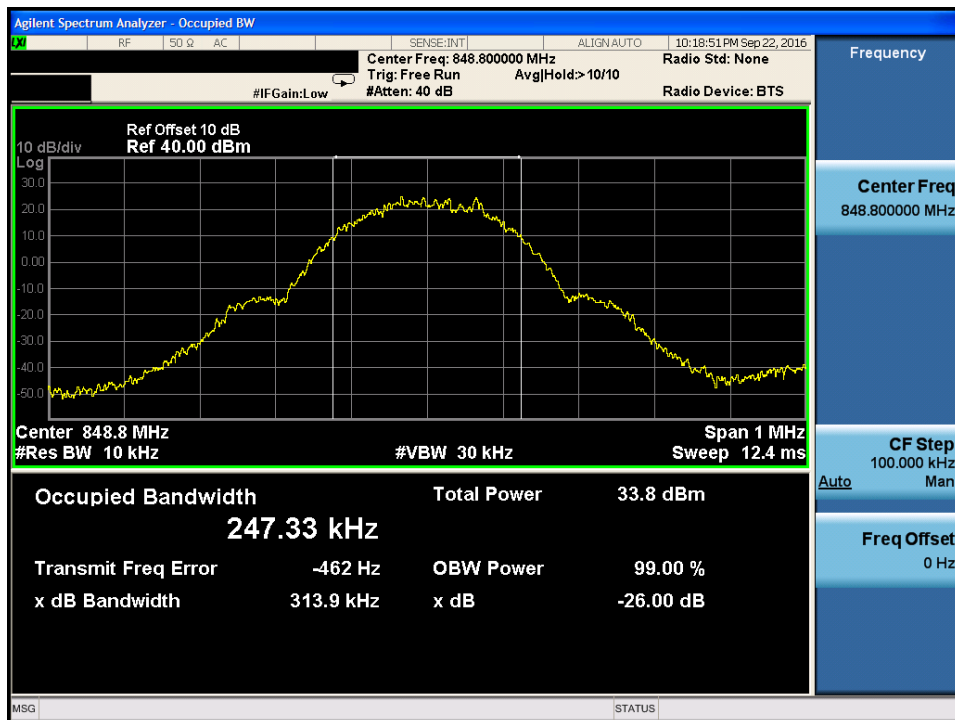 Agilent Spectrum Analyzer - Occupied BW
LXI RF 50 Ω AC SENSE:INT ALIGN AUTO 10:18:51 PM Sep 22, 2016
Center Freq: 848.800000 MHz Radio Std: None
Trig: Free Run Avg|Hold:>10/10
#IFGain:Low #Atten: 40 dB Radio Device: BTS
Frequency
Ref Offset 10 dB
10 dB/div Ref 40.00 dBm
Log
30.0
20.0
10.0
0.00
-10.0
-20.0
-30.0
-40.0
-50.0
Center 848.8 MHz Span 1 MHz
#Res BW 10 kHz #VBW 30 kHz Sweep 12.4 ms
Center Freq
848.800000 MHz
CF Step
100.000 kHz
Auto Man
Freq Offset
0 Hz
Occupied Bandwidth Total Power 33.8 dBm
247.33 kHz
Transmit Freq Error -462 Hz OBW Power 99.00 %
x dB Bandwidth 313.9 kHz x dB -26.00 dB
MSG STATUS